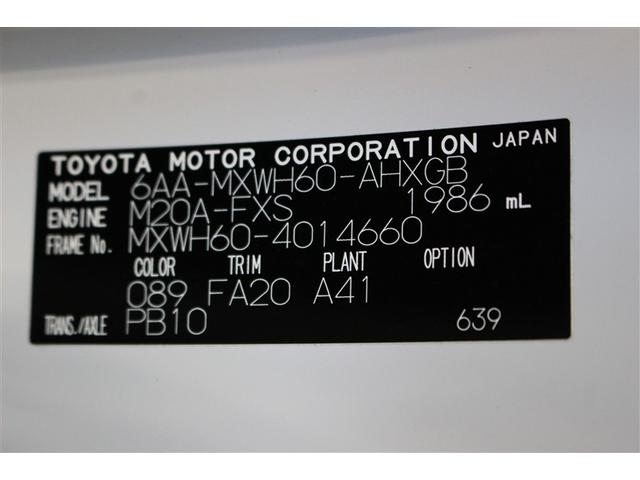 TOYOTA MOTOR CORPORATION JAPAN
MODEL 6AA-MXWH60-AHXGB
ENGINE M20A-FXS 1986 mL
FRAME No. MXWH60-4014660
COLOR TRIM PLANT OPTION
089 FA20 A41
TRANS./AXLE PB10 639